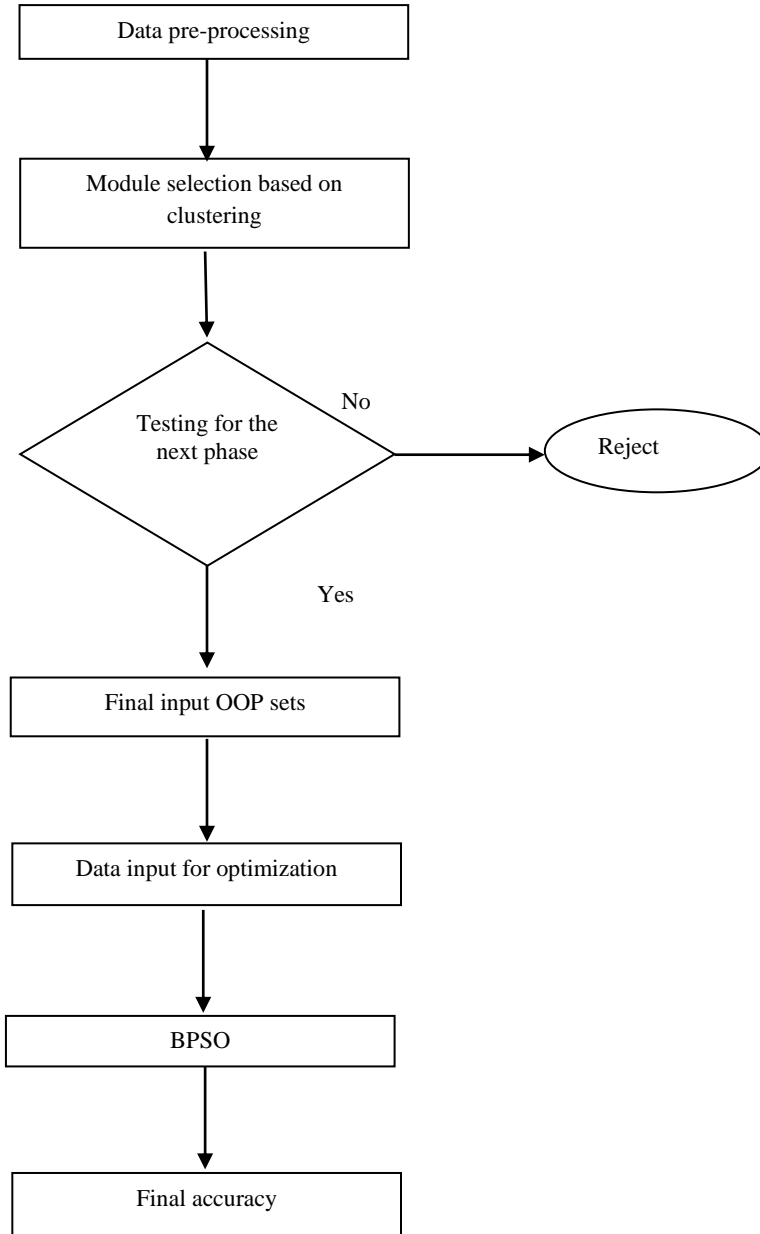 Data pre-processing
Module selection based on
clustering
No
Testing for the
next phase
Reject
Yes
Final input OOP sets
Data input for optimization
BPSO
Final accuracy